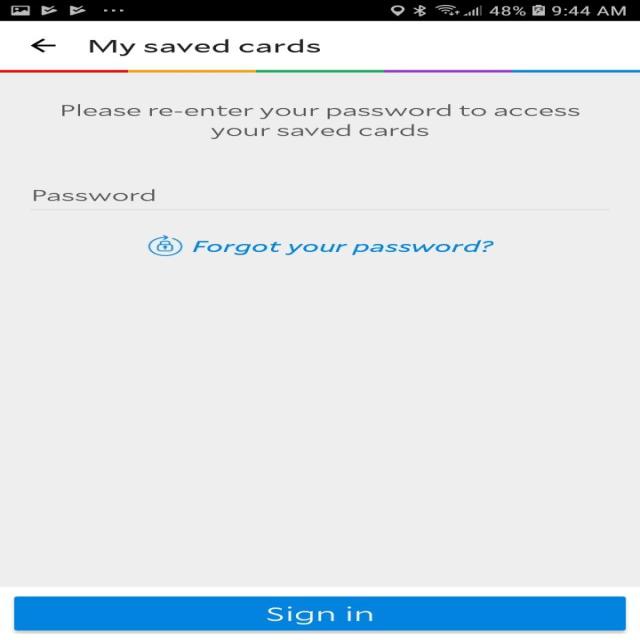 48% 9:44 AM
My saved cards
Please re-enter your password to access
your saved cards
Password
Forgot your password?
Sign in